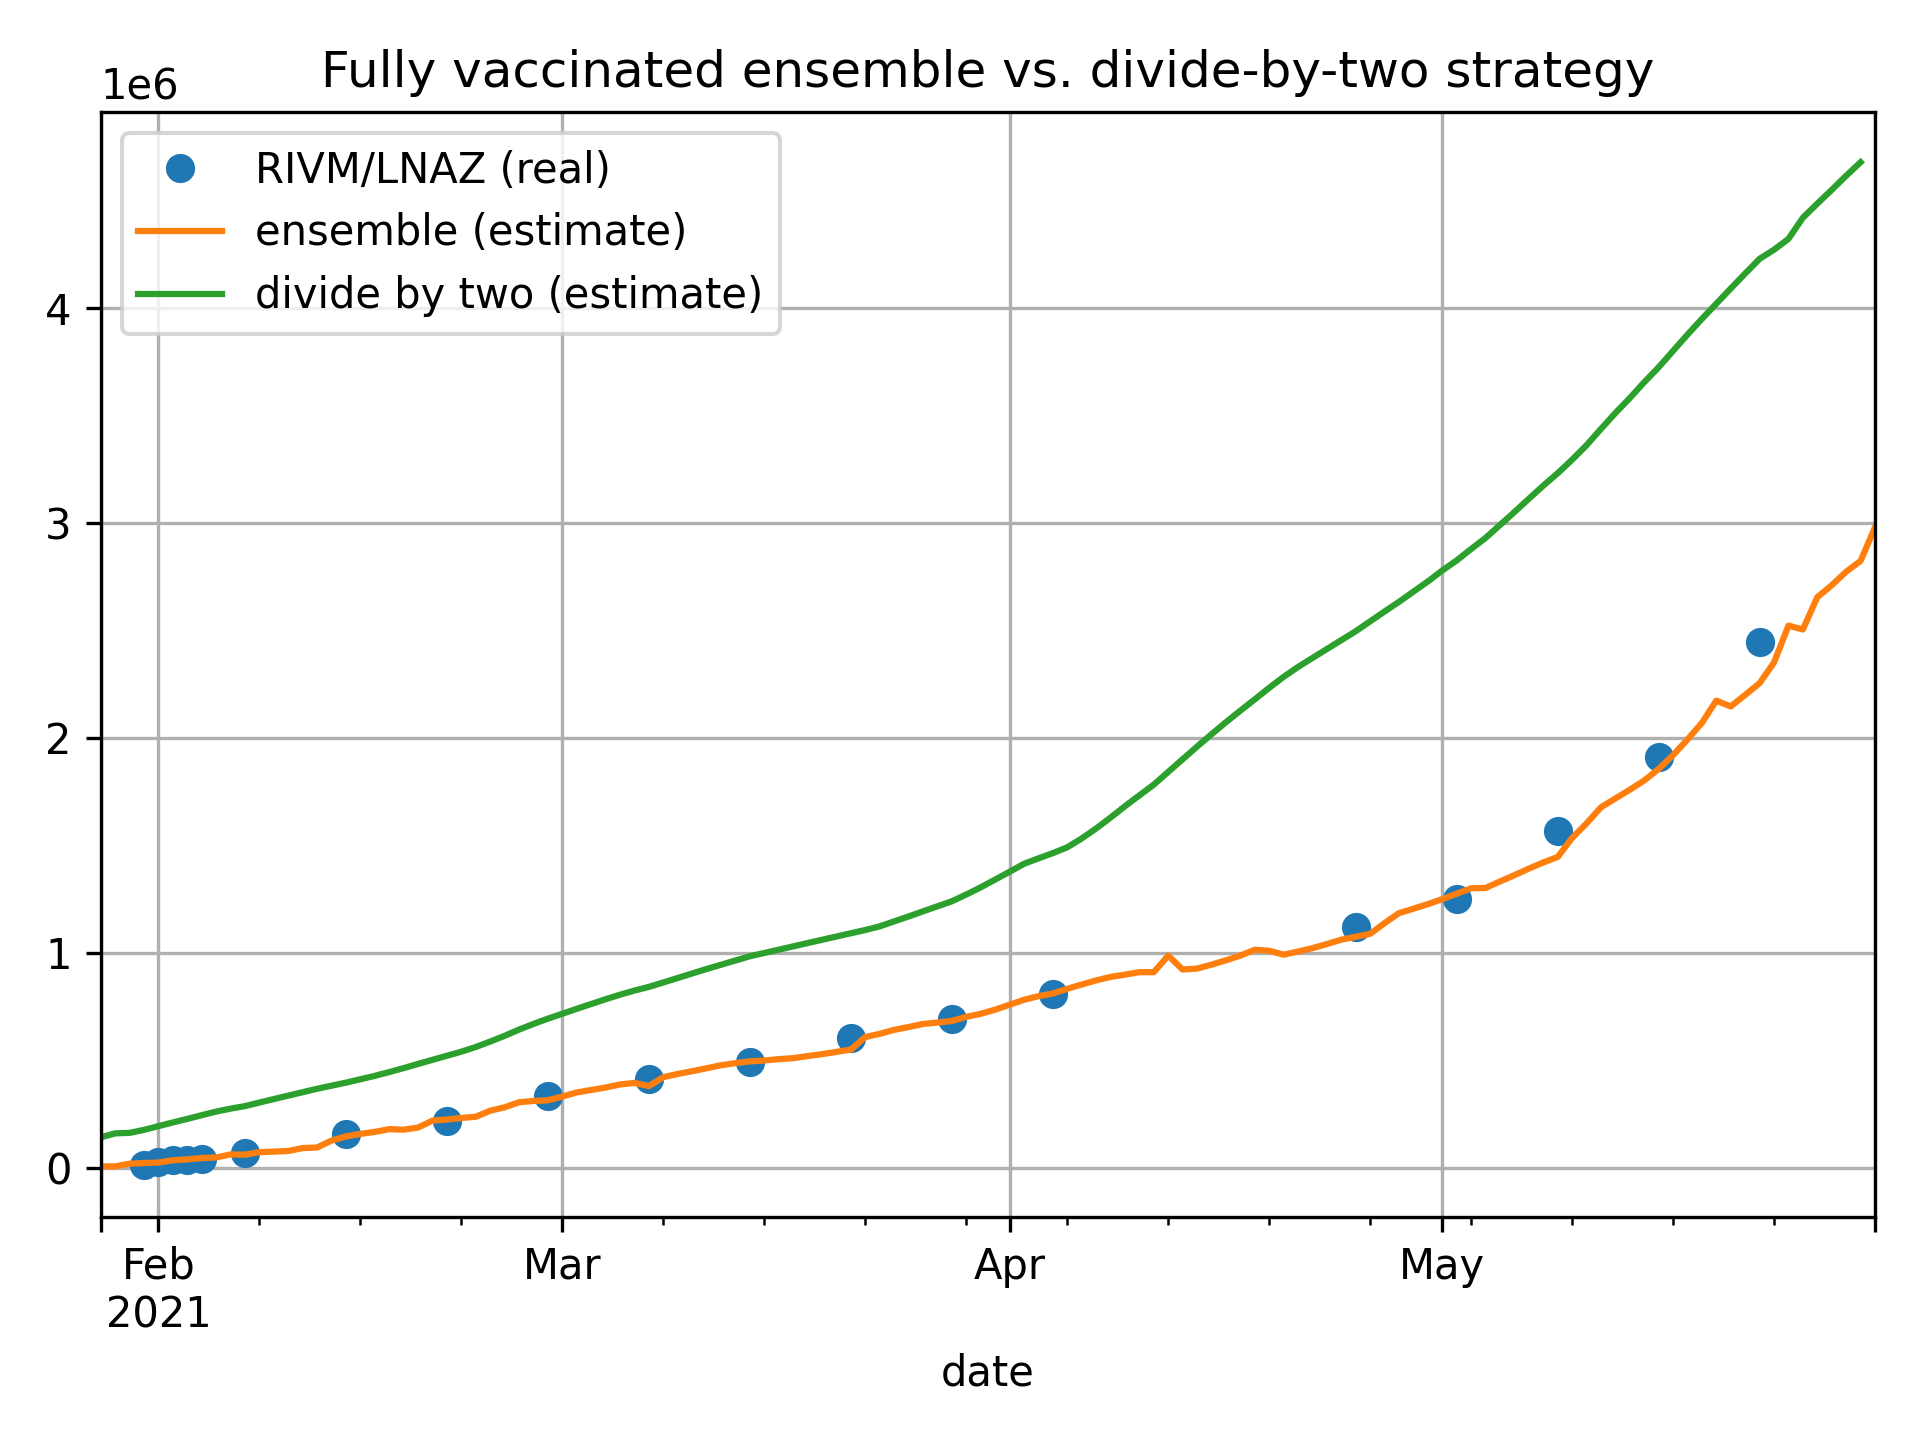 Fully vaccinated ensemble vs. divide-by-two strategy
1e6
RIVM/LNAZ (real)
ensemble (estimate)
divide by two (estimate)
4
3
2
1
0
Feb Mar Apr May
2021
date